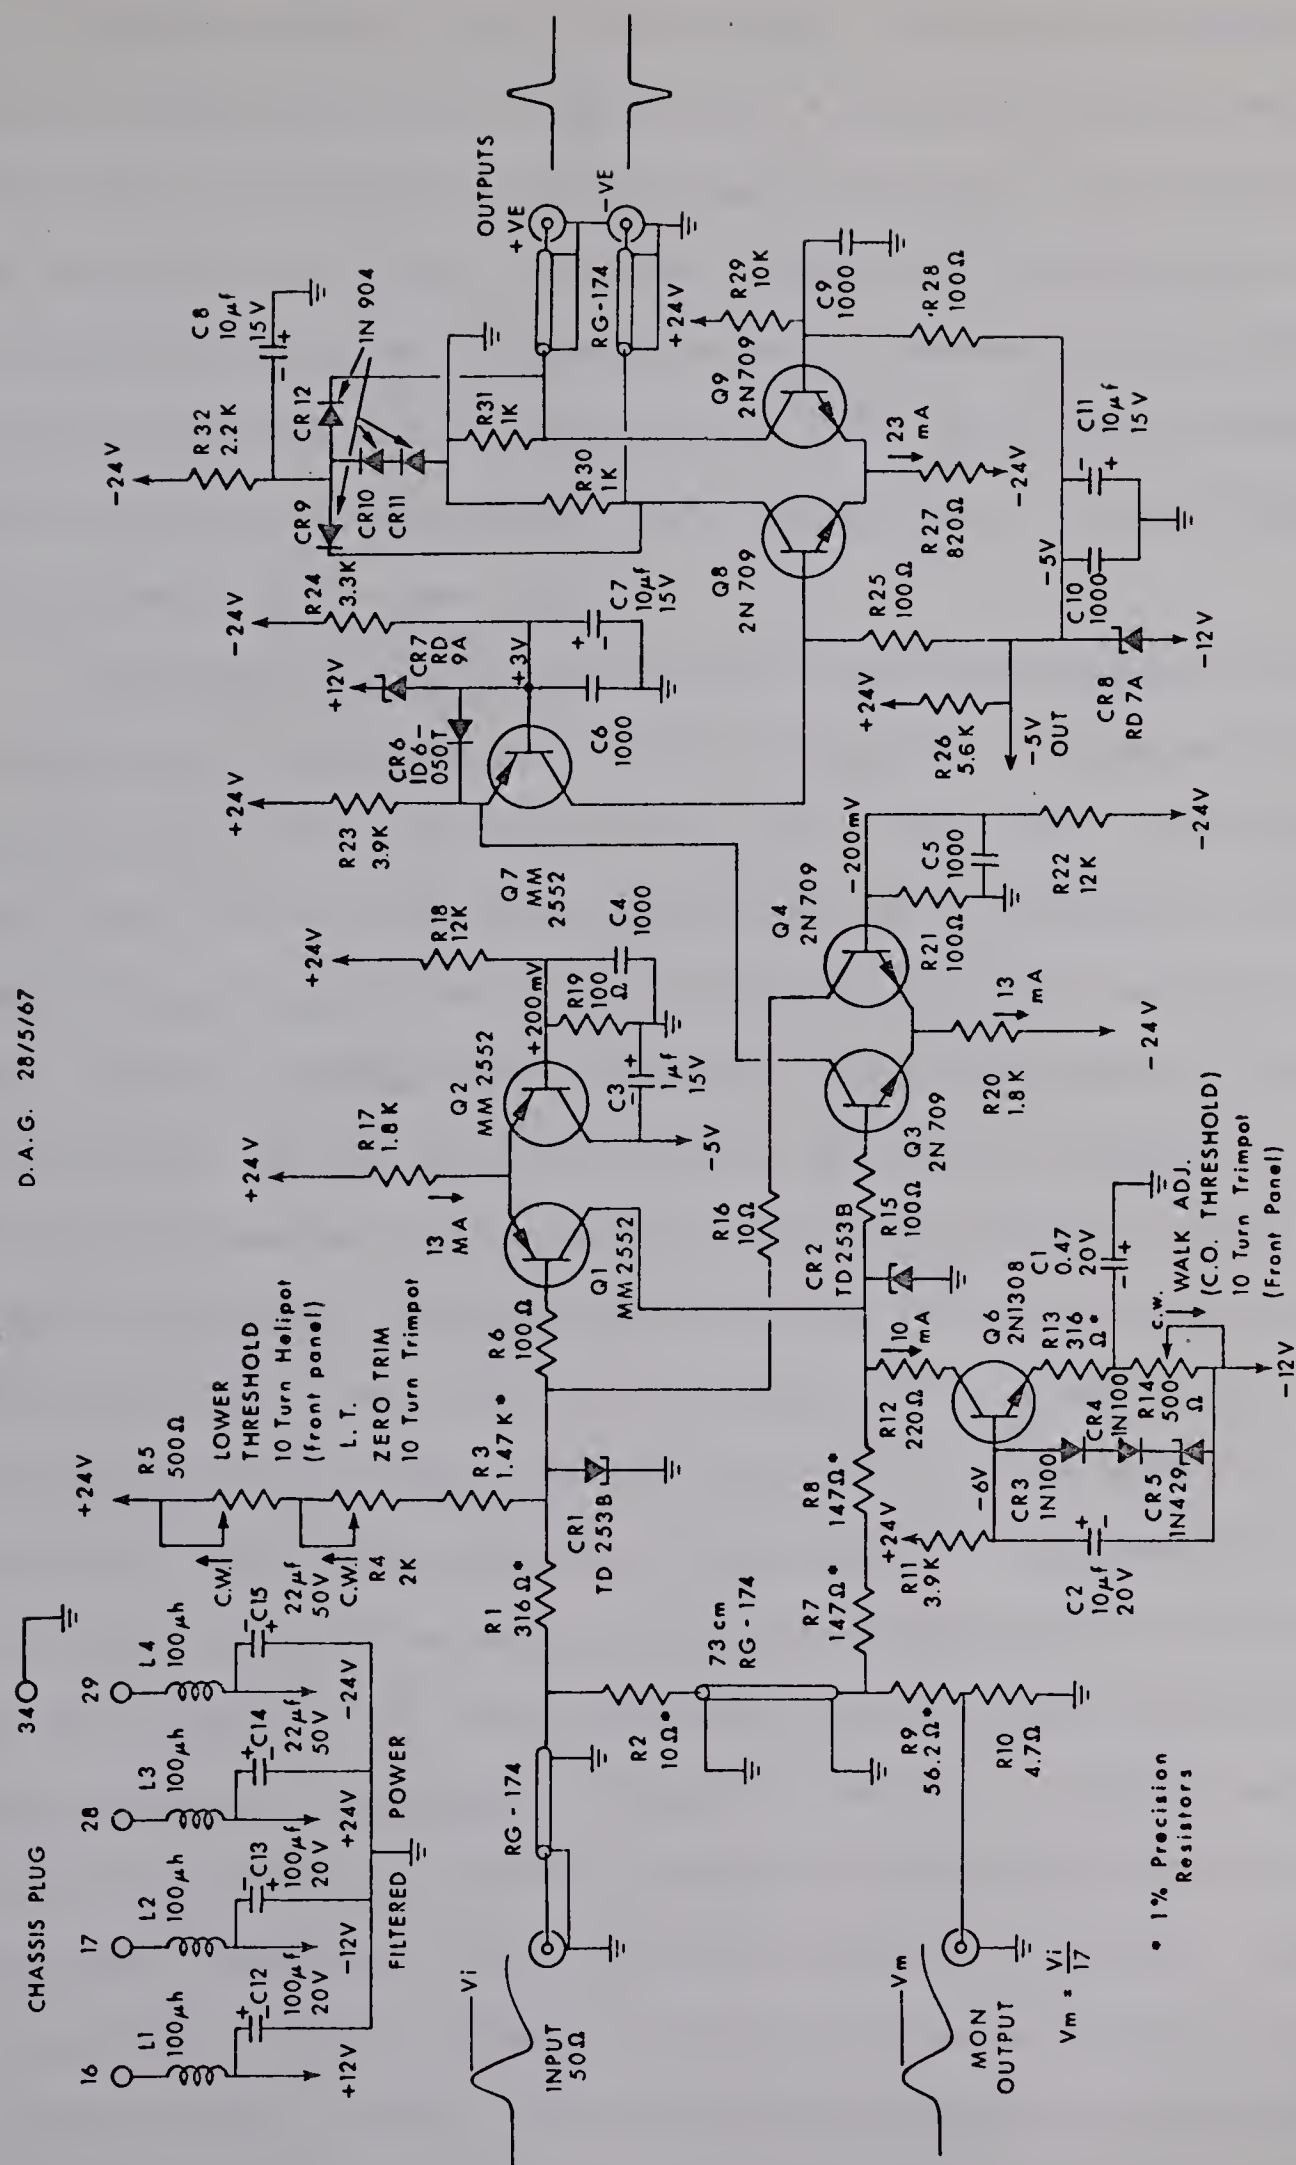 D.A.G. 28/5/67
CHASSIS PLUG
34
16
17
28
29
L1
100μh
L2
100μh
L3
100μh
L4
100μh
C12
100μf
20V
C13
100μf
20V
C14
22μf
50V
C15
22μf
50V
+12V
-12V
+24V
-24V
FILTERED POWER
+24V
R5
500Ω
LOWER
THRESHOLD
10 Turn Helipot
(front panel)
C.W.
L.T.
ZERO TRIM
10 Turn Trimpot
C.W.
R4
2K
R3
1.47K*
Vi
INPUT
50Ω
RG-174
R1
316Ω*
CR1
TD 253B
R6
100Ω
Q1
MM2552
+24V
R17
1.8K
13
MA
Q2
MM 2552
+200mV
+24V
R18
12K
R19
100
Ω
C4
1000
C3
1μf
15V
-5V
R2
10Ω*
73 cm
RG-174
R7
147Ω*
R8
147Ω*
R9
56.2Ω*
R10
4.7Ω
Vm
MON
OUTPUT
Vm = Vi/17
* 1% Precision
Resistors
R16
10Ω
CR2
TD253B
R15
100Ω
Q3
2N 709
Q4
2N 709
-200mV
R21
100Ω
C5
1000
R22
12K
-24V
R20
1.8K
13
mA
-24V
10
mA
R12
220Ω
Q6
2N1308
R13
316
Ω*
C1
0.47
20V
c.w.
WALK ADJ.
(C.O. THRESHOLD)
10 Turn Trimpot
(Front Panel)
R14
500
Ω
-12V
+24V
R11
3.9K
-6V
CR3
1N100
CR4
1N100
CR5
1N429
C2
10μf
20V
+24V
R23
3.9K
CR6
ID6-
050T
+12V
CR7
RD
9A
-24V
R24
3.3K
+3V
Q7
MM
2552
C6
1000
C7
10μf
15V
-24V
R32
2.2K
C8
10μf
15V
1N 904
CR9
CR10
CR11
CR12
R30
1K
R31
1K
OUTPUTS
+VE
-VE
RG-174
Q8
2N 709
Q9
2N709
+24V
R29
10K
C9
1000
R28
100Ω
23
mA
R27
820Ω
-24V
R25
100Ω
+24V
R26
5.6K
-5V
OUT
-5V
C10
1000
C11
10μf
15V
CR8
RD7A
-12V